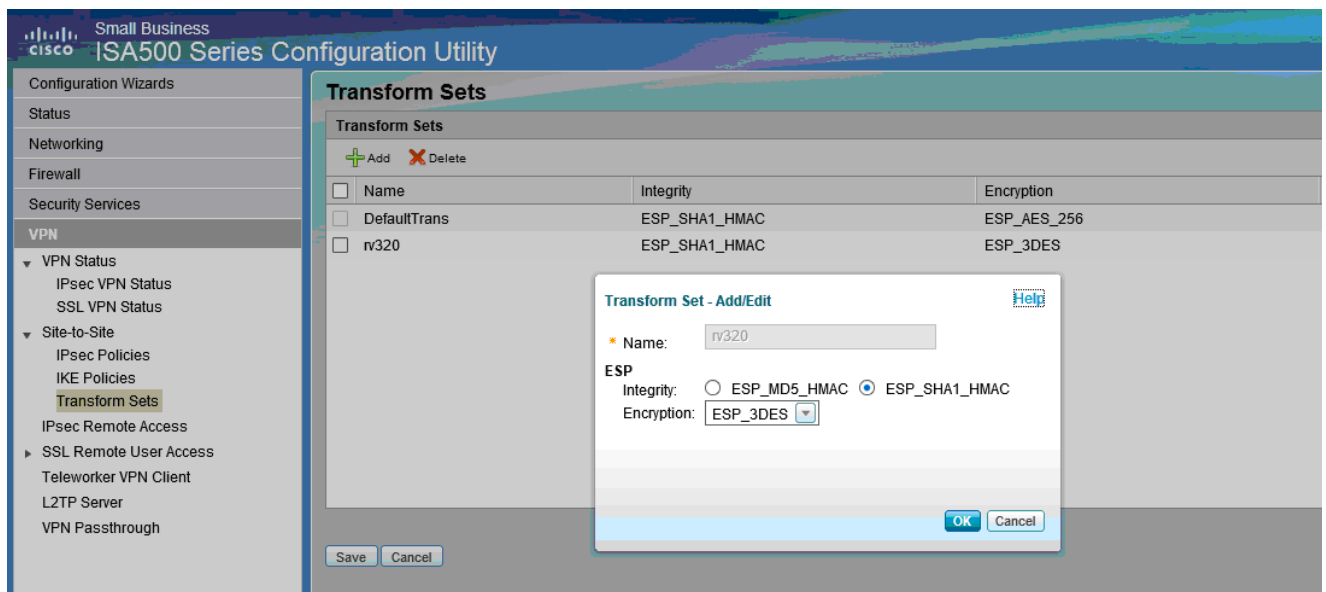 Small Business
CISCO ISA500 Series Configuration Utility
Configuration Wizards
Status
Networking
Firewall
Security Services
VPN
VPN Status
IPsec VPN Status
SSL VPN Status
Site-to-Site
IPsec Policies
IKE Policies
Transform Sets
IPsec Remote Access
SSL Remote User Access
Teleworker VPN Client
L2TP Server
VPN Passthrough
Transform Sets
Transform Sets
Add Delete
Name Integrity Encryption
DefaultTrans ESP_SHA1_HMAC ESP_AES_256
rv320 ESP_SHA1_HMAC ESP_3DES
Transform Set - Add/Edit Help
* Name: rv320
ESP
Integrity: ESP_MD5_HMAC ESP_SHA1_HMAC
Encryption: ESP_3DES
OK Cancel
Save Cancel